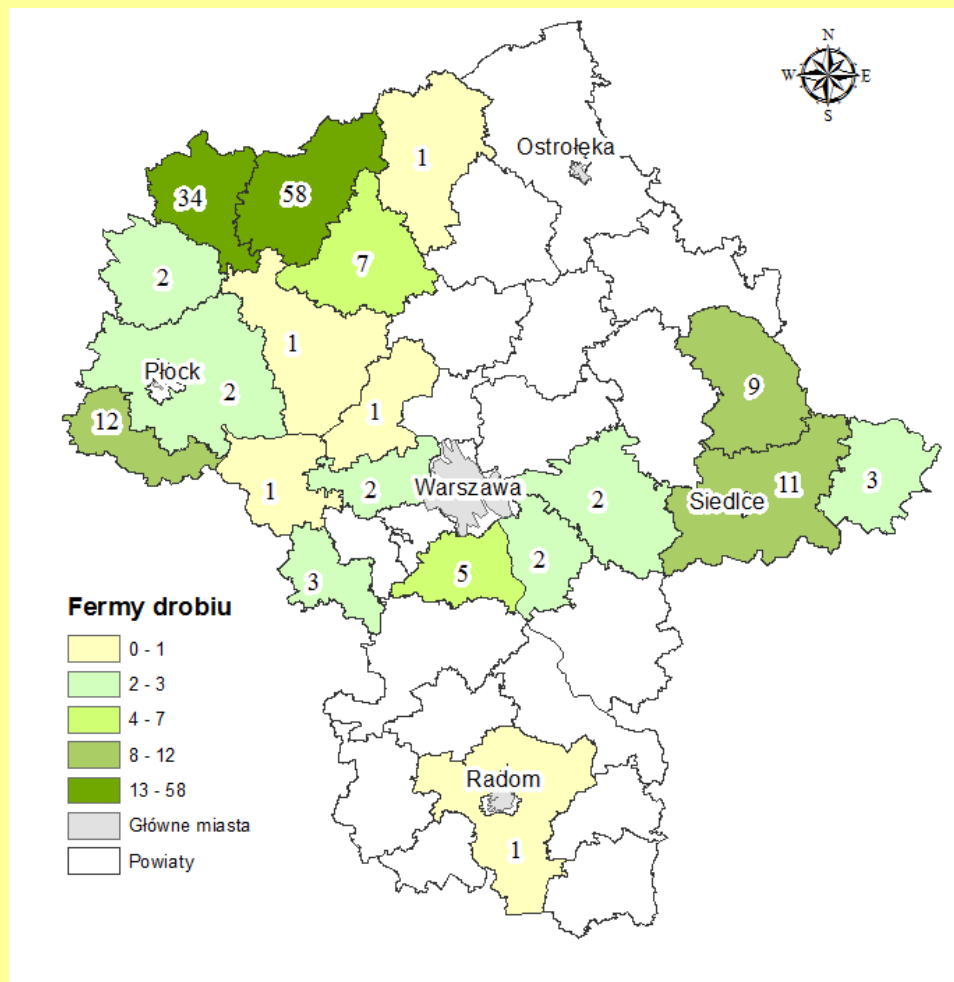 N
W E
S
Ostrołęka
1
34
58
7
2
1
Płock
2
9
1
12
2
Warszawa
2
Siedlce
11
3
1
5
2
3
Fermy drobiu
0 - 1
2 - 3
4 - 7
8 - 12
13 - 58
Główne miasta
Powiaty
Radom
1